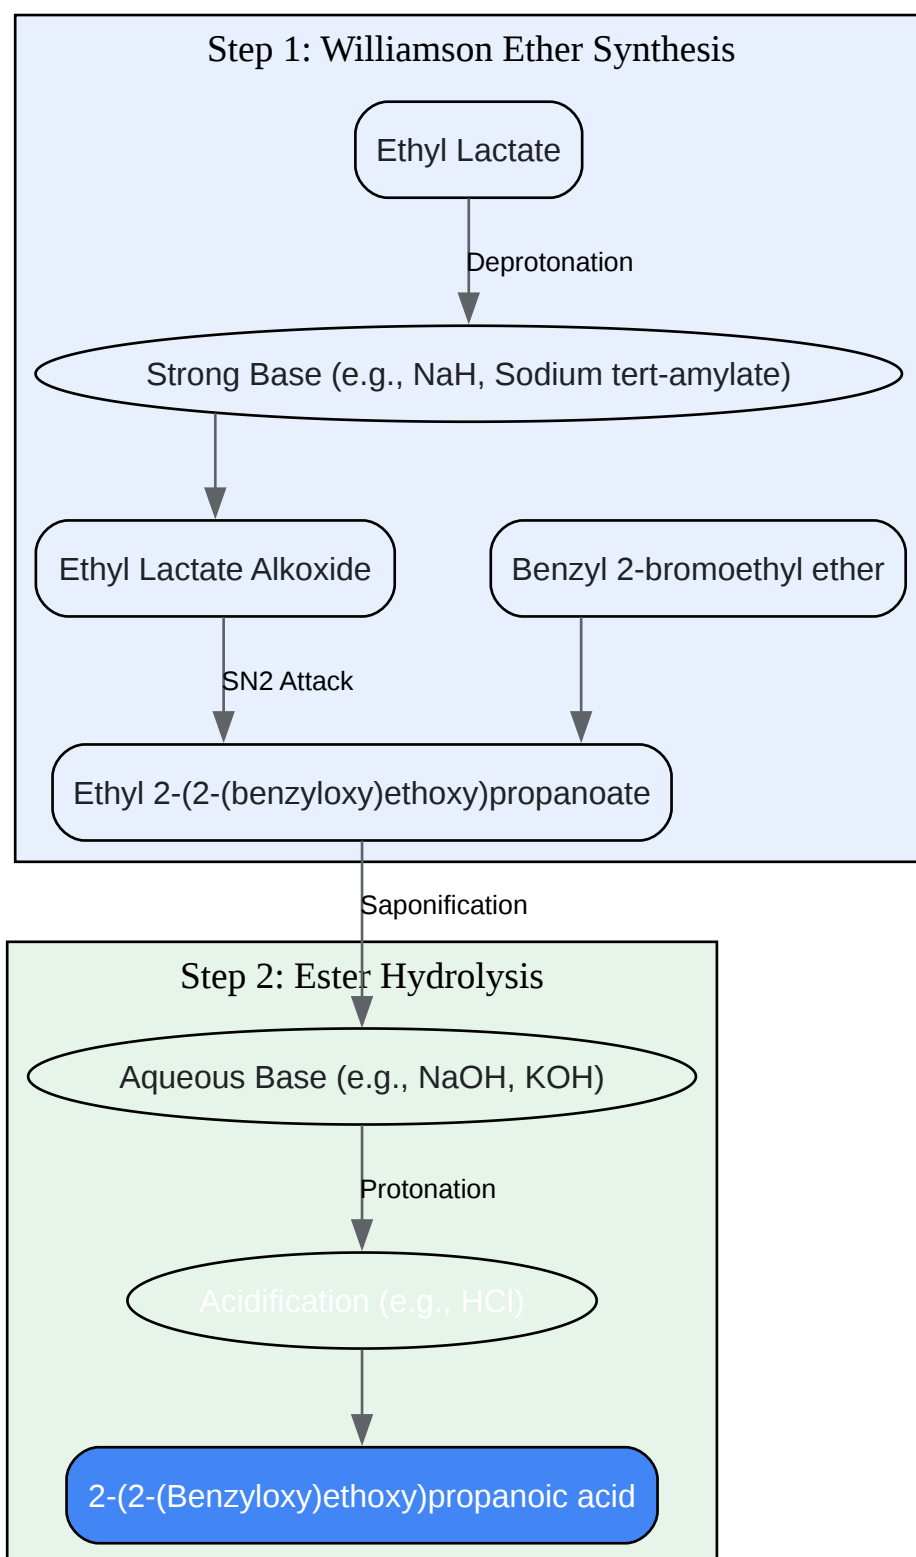 Step 1: Williamson Ether Synthesis
Ethyl Lactate
Deprotonation
Strong Base (e.g., NaH, Sodium tert-amylate)
Ethyl Lactate Alkoxide
Benzyl 2-bromoethyl ether
SN2 Attack
Ethyl 2-(2-(benzyloxy)ethoxy)propanoate
Saponification
Step 2: Ester Hydrolysis
Aqueous Base (e.g., NaOH, KOH)
Protonation
Acidification (e.g., HCl)
2-(2-(Benzyloxy)ethoxy)propanoic acid